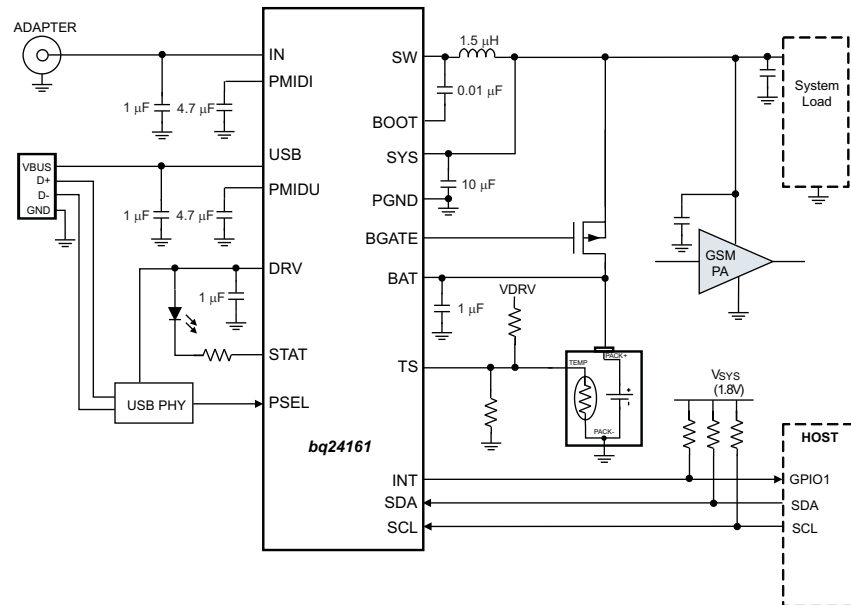 ADAPTER
IN
PMIDI
1 μF
4.7 μF
VBUS
D+
D-
GND
USB
PMIDU
1 μF
4.7 μF
DRV
1 μF
STAT
USB PHY
PSEL
bq24161
SW
1.5 μH
0.01 μF
BOOT
SYS
10 μF
PGND
BGATE
BAT
1 μF
VDRV
TS
TEMP
PACK+
PACK-
+
-
INT
SDA
SCL
System
Load
GSM
PA
VSYS
(1.8V)
HOST
GPIO1
SDA
SCL